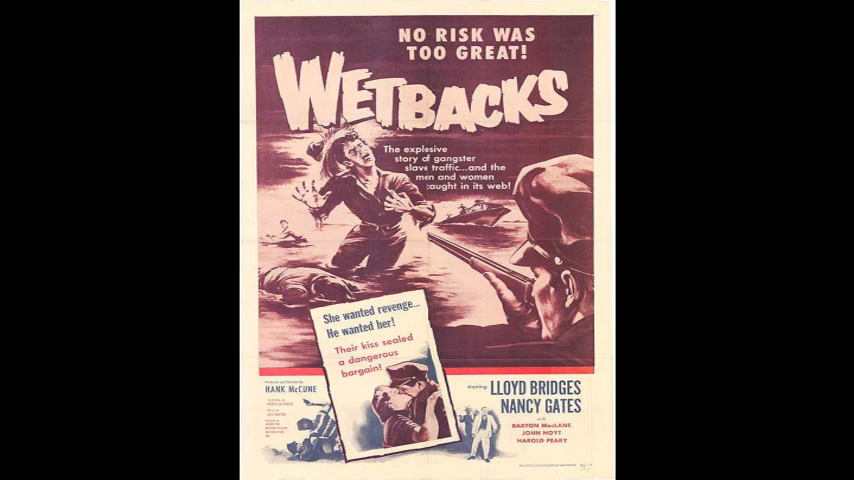 NO RISK WAS
TOO GREAT!
WETBACKS
The explosive
story of gangster
slave traffic...and the
men and women
caught in its web!
She wanted revenge...
He wanted her!
Their kiss sealed
a dangerous
bargain!
HANK McCUNE
starring LLOYD BRIDGES
NANCY GATES
with
BARTON MacLANE
JOHN HOYT
HAROLD PEARY